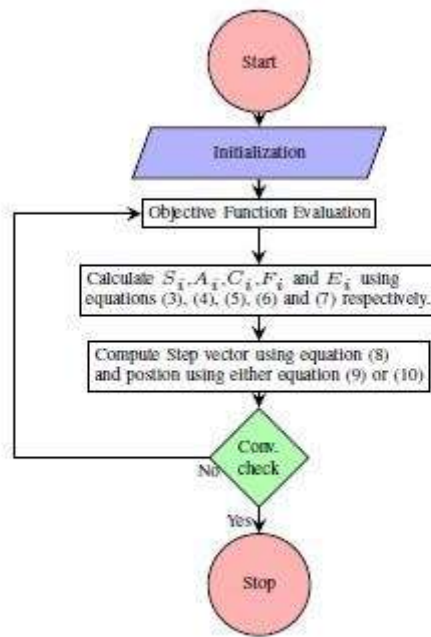 Start
Initialization
Objective Function Evaluation
Calculate S_i, A_i, C_i, F_i and E_i using
equations (3), (4), (5), (6) and (7) respectively.
Compute Step vector using equation (8)
and postion using either equation (9) or (10)
Conv.
check
No
Yes
Stop